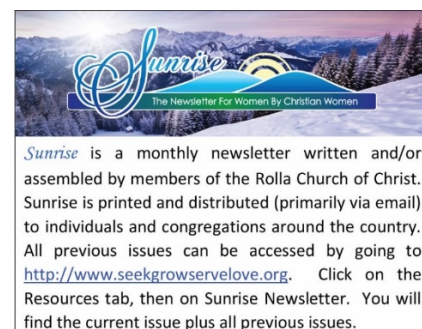 Sunrise
The Newsletter For Women By Christian Women
Sunrise is a monthly newsletter written and/or
assembled by members of the Rolla Church of Christ.
Sunrise is printed and distributed (primarily via email)
to individuals and congregations around the country.
All previous issues can be accessed by going to
http://www.seekgrowservelove.org. Click on the
Resources tab, then on Sunrise Newsletter. You will
find the current issue plus all previous issues.